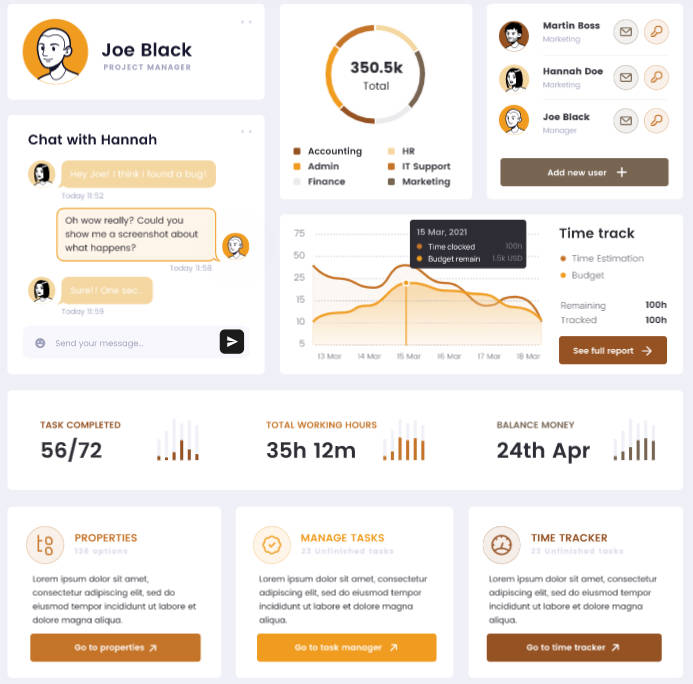 Joe Black
PROJECT MANAGER
Chat with Hannah
Hey Joe! I think I found a bug!
Today 11:52
Oh wow really? Could you
show me a screenshot about
what happens?
Today 11:58
Sure!! One sec..
Today 11:59
Send your message..
350.5k
Total
Accounting
HR
Admin
IT Support
Finance
Marketing
Martin Boss
Marketing
Hannah Doe
Marketing
Joe Black
Manager
Add new user +
75
50
25
15
10
5
13 Mar
14 Mar
15 Mar
16 Mar
17 Mar
18 Mar
15 Mar, 2021
Time clocked 100h
Budget remain 1.5k USD
Time track
Time Estimation
Budget
Remaining 100h
Tracked 100h
See full report →
TASK COMPLETED
56/72
TOTAL WORKING HOURS
35h 12m
BALANCE MONEY
24th Apr
PROPERTIES
138 options
Lorem ipsum dolor sit amet,
consectetur adipiscing elit, sed do
eiusmod tempor incididunt ut labore et
dolore magna aliqua.
Go to properties
MANAGE TASKS
23 Unfinished tasks
Lorem ipsum dolor sit amet, consectetur
adipiscing elit, sed do eiusmod tempor
incididunt ut labore et dolore magna
aliqua.
Go to task manager
TIME TRACKER
23 Unfinished tasks
Lorem ipsum dolor sit amet, consectetur
adipiscing elit, sed do eiusmod tempor
incididunt ut labore et dolore magna
aliqua.
Go to time tracker